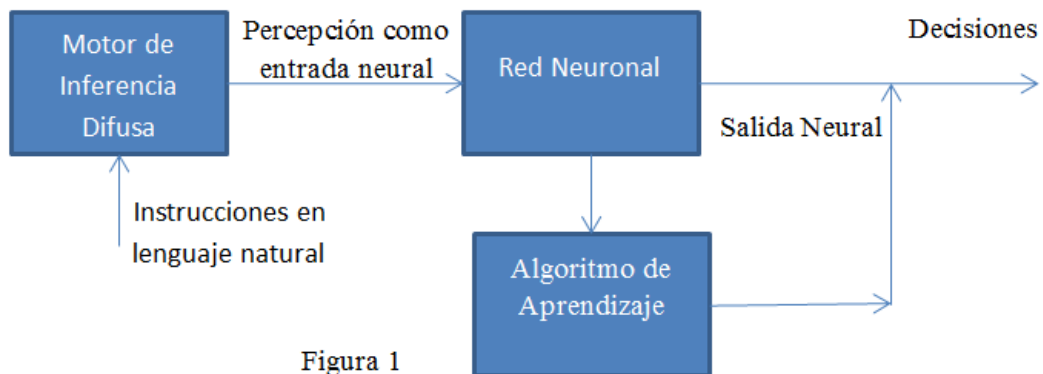 Motor de
Inferencia
Difusa
Percepción como
entrada neural
Red Neuronal
Decisiones
Salida Neural
Instrucciones en
lenguaje natural
Algoritmo de
Aprendizaje
Figura 1